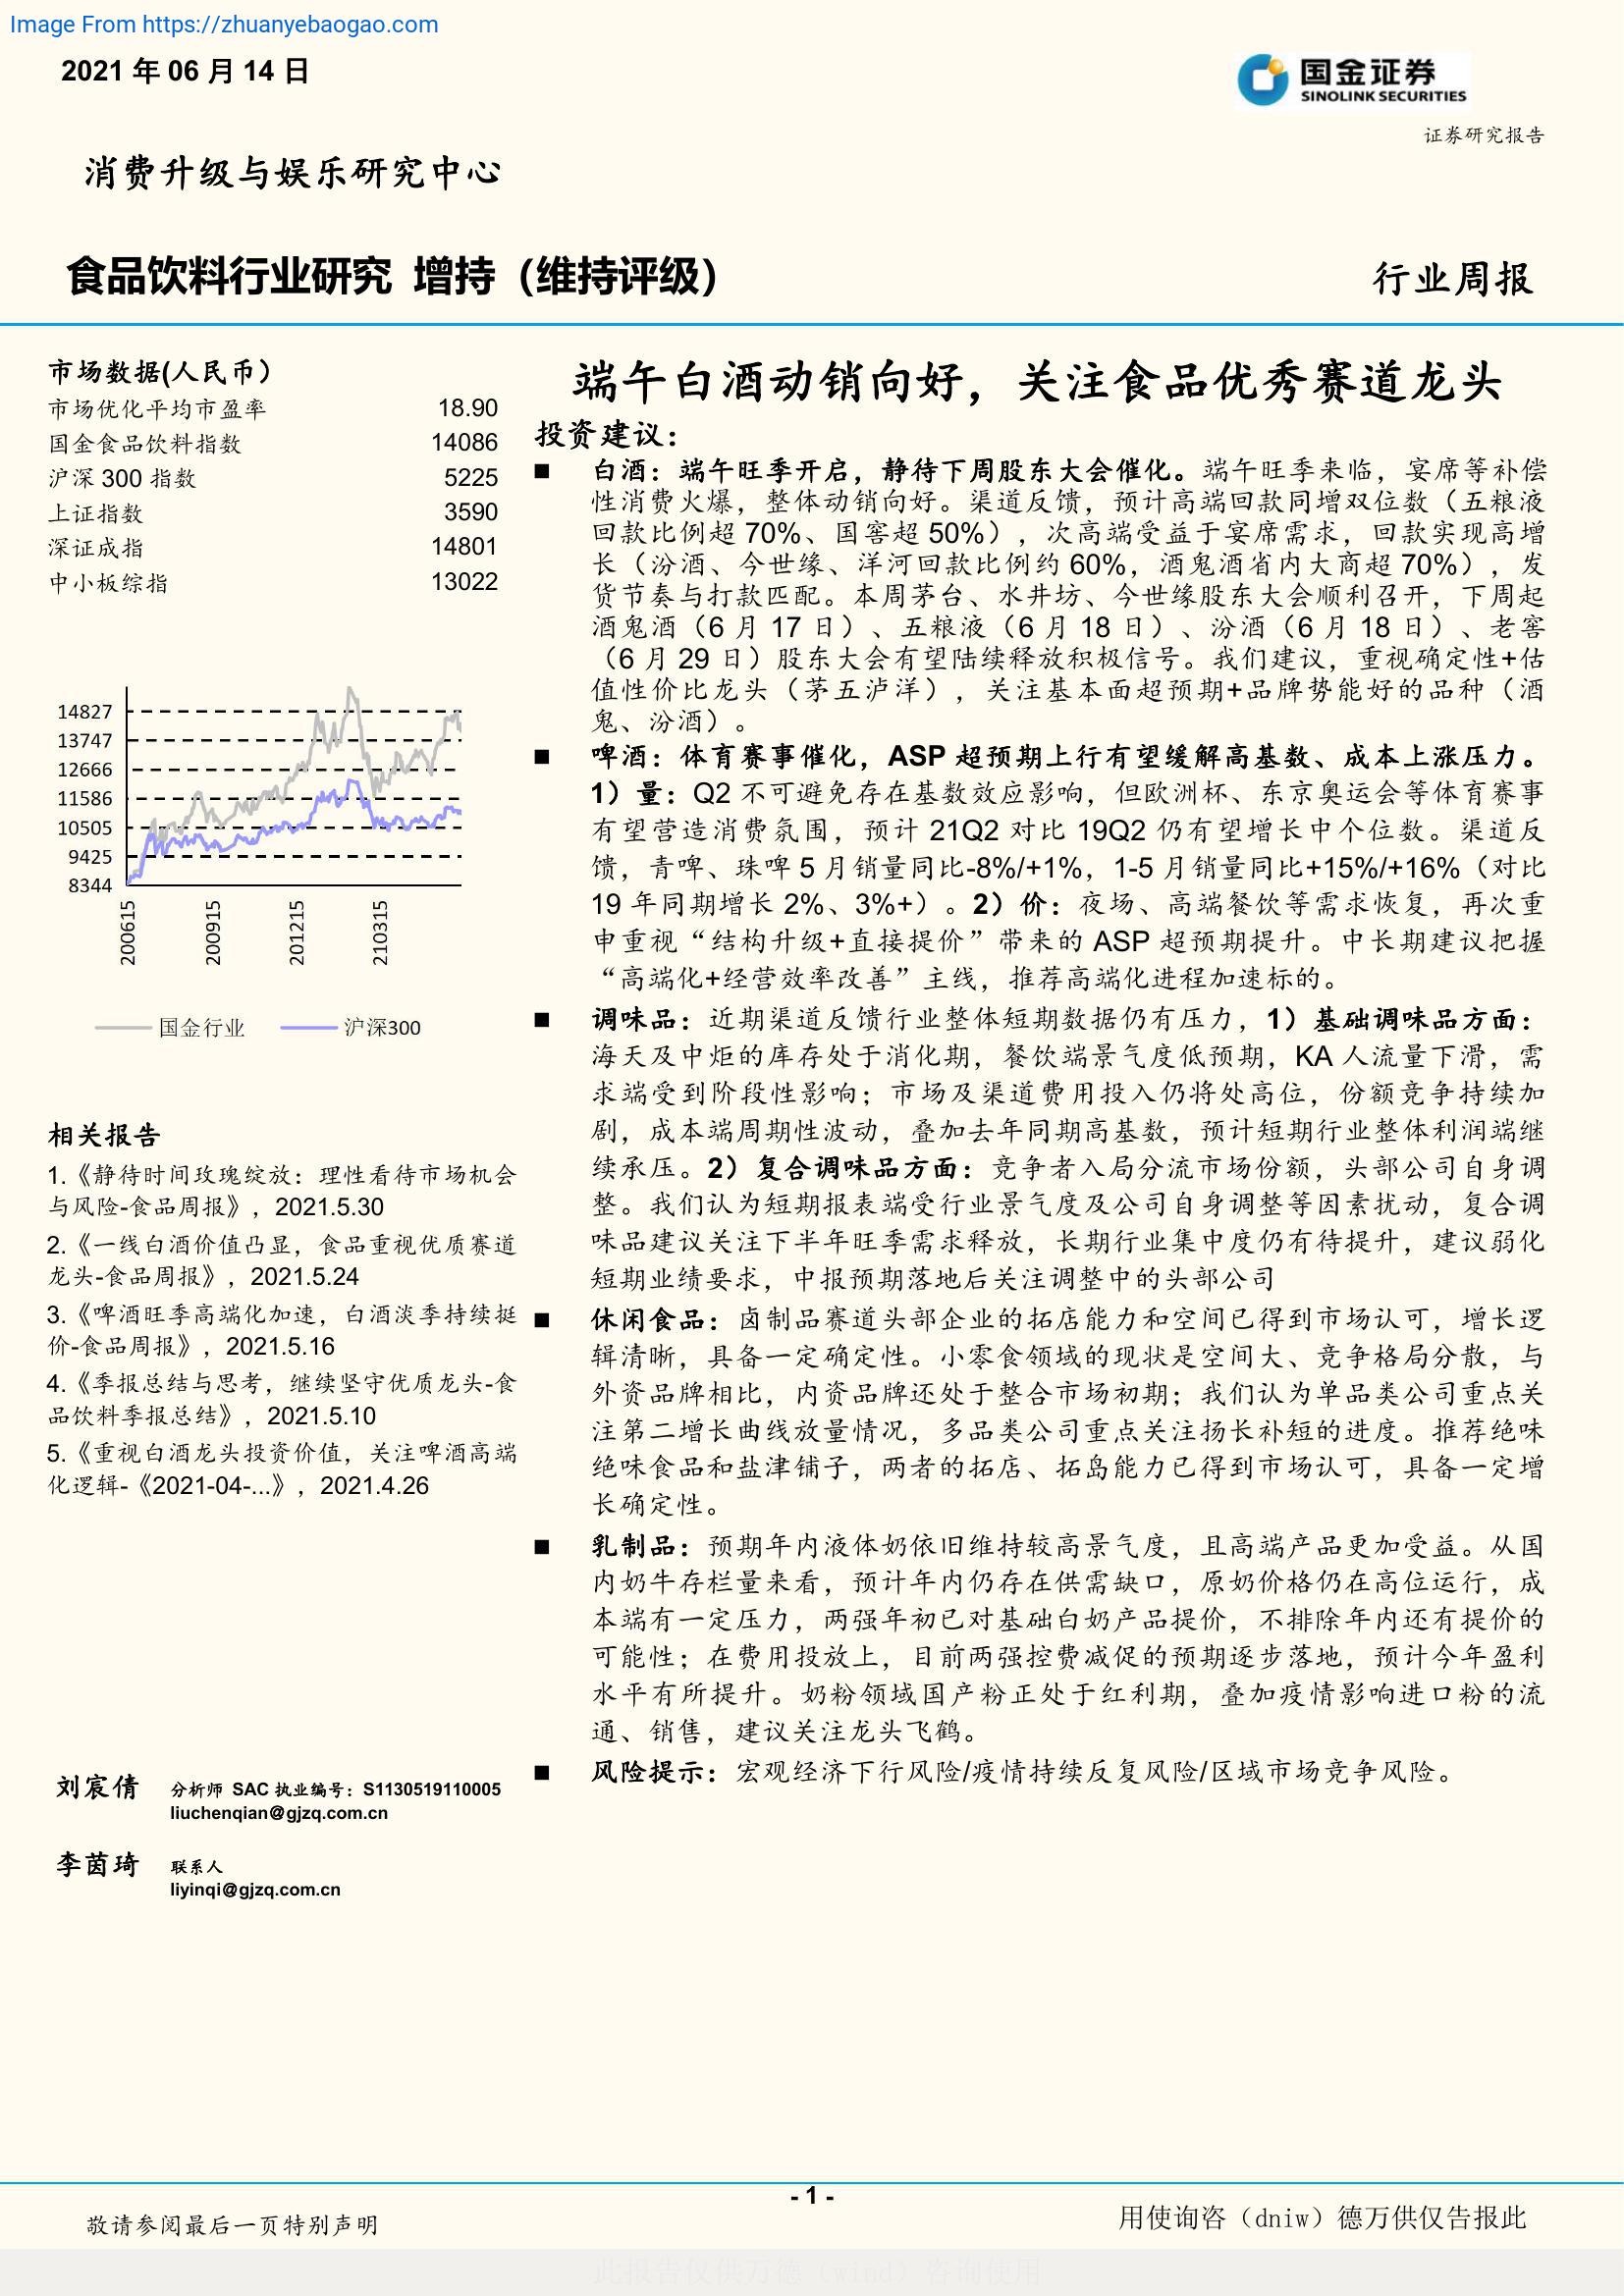 Image From https://zhuanyebaogao.com
2021 年 06 月 14 日
国金证券
SINOLINK SECURITIES
证券研究报告
消费升级与娱乐研究中心
食品饮料行业研究 增持（维持评级）
行业周报
市场数据(人民币）
市场优化平均市盈率 18.90
国金食品饮料指数 14086
沪深 300 指数 5225
上证指数 3590
深证成指 14801
中小板综指 13022
14827
13747
12666
11586
10505
9425
8344
200615
200915
201215
210315
国金行业 沪深300
相关报告
1.《静待时间玫瑰绽放：理性看待市场机会
与风险-食品周报》，2021.5.30
2.《一线白酒价值凸显，食品重视优质赛道
龙头-食品周报》，2021.5.24
3.《啤酒旺季高端化加速，白酒淡季持续挺
价-食品周报》，2021.5.16
4.《季报总结与思考，继续坚守优质龙头-食
品饮料季报总结》，2021.5.10
5.《重视白酒龙头投资价值，关注啤酒高端
化逻辑-《2021-04-...》，2021.4.26
刘宸倩 分析师 SAC 执业编号：S1130519110005
liuchenqian@gjzq.com.cn
李茵琦 联系人
liyinqi@gjzq.com.cn
端午白酒动销向好，关注食品优秀赛道龙头
投资建议：
■ 白酒：端午旺季开启，静待下周股东大会催化。端午旺季来临，宴席等补偿
性消费火爆，整体动销向好。渠道反馈，预计高端回款同增双位数（五粮液
回款比例超 70%、国窖超 50%），次高端受益于宴席需求，回款实现高增
长（汾酒、今世缘、洋河回款比例约 60%，酒鬼酒省内大商超 70%），发
货节奏与打款匹配。本周茅台、水井坊、今世缘股东大会顺利召开，下周起
酒鬼酒（6 月 17 日）、五粮液（6 月 18 日）、汾酒（6 月 18 日）、老窖
（6 月 29 日）股东大会有望陆续释放积极信号。我们建议，重视确定性+估
值性价比龙头（茅五泸洋），关注基本面超预期+品牌势能好的品种（酒
鬼、汾酒）。
■ 啤酒：体育赛事催化，ASP 超预期上行有望缓解高基数、成本上涨压力。
1）量：Q2 不可避免存在基数效应影响，但欧洲杯、东京奥运会等体育赛事
有望营造消费氛围，预计 21Q2 对比 19Q2 仍有望增长中个位数。渠道反
馈，青啤、珠啤 5 月销量同比-8%/+1%，1-5 月销量同比+15%/+16%（对比
19 年同期增长 2%、3%+）。2）价：夜场、高端餐饮等需求恢复，再次重
申重视“结构升级+直接提价”带来的 ASP 超预期提升。中长期建议把握
“高端化+经营效率改善”主线，推荐高端化进程加速标的。
■ 调味品：近期渠道反馈行业整体短期数据仍有压力，1）基础调味品方面：
海天及中炬的库存处于消化期，餐饮端景气度低预期，KA 人流量下滑，需
求端受到阶段性影响；市场及渠道费用投入仍将处高位，份额竞争持续加
剧，成本端周期性波动，叠加去年同期高基数，预计短期行业整体利润端继
续承压。2）复合调味品方面：竞争者入局分流市场份额，头部公司自身调
整。我们认为短期报表端受行业景气度及公司自身调整等因素扰动，复合调
味品建议关注下半年旺季需求释放，长期行业集中度仍有待提升，建议弱化
短期业绩要求，中报预期落地后关注调整中的头部公司
■ 休闲食品：卤制品赛道头部企业的拓店能力和空间已得到市场认可，增长逻
辑清晰，具备一定确定性。小零食领域的现状是空间大、竞争格局分散，与
外资品牌相比，内资品牌还处于整合市场初期；我们认为单品类公司重点关
注第二增长曲线放量情况，多品类公司重点关注扬长补短的进度。推荐绝味
绝味食品和盐津铺子，两者的拓店、拓岛能力已得到市场认可，具备一定增
长确定性。
■ 乳制品：预期年内液体奶依旧维持较高景气度，且高端产品更加受益。从国
内奶牛存栏量来看，预计年内仍存在供需缺口，原奶价格仍在高位运行，成
本端有一定压力，两强年初已对基础白奶产品提价，不排除年内还有提价的
可能性；在费用投放上，目前两强控费减促的预期逐步落地，预计今年盈利
水平有所提升。奶粉领域国产粉正处于红利期，叠加疫情影响进口粉的流
通、销售，建议关注龙头飞鹤。
■ 风险提示：宏观经济下行风险/疫情持续反复风险/区域市场竞争风险。
- 1 -
敬请参阅最后一页特别声明
用使询咨（dniw）德万供仅告报此
此报告仅供万德（wind）咨询使用